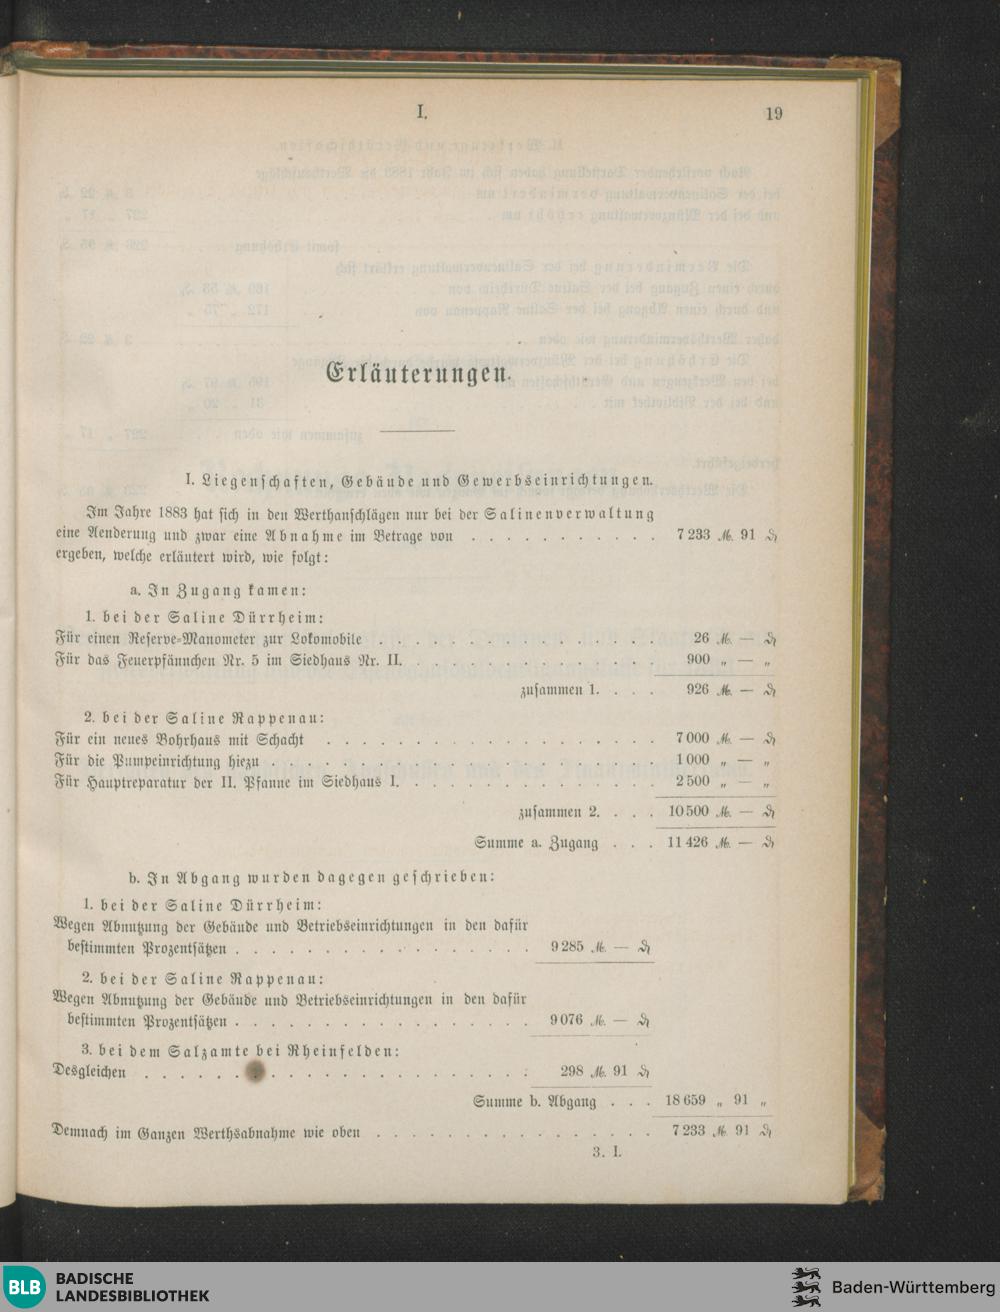 I.
19
Erläuterungen.
I. Liegenschaften, Gebäude und Gewerbseinrichtungen.
Im Jahre 1883 hat sich in den Werthanschlägen nur bei der Salinenverwaltung
eine Aenderung und zwar eine Abnahme im Betrage von . . . . . . . . . . . 7 233 ℳ. 91 ₰
ergeben, welche erläutert wird, wie folgt:
a. In Zugang kamen:
1. bei der Saline Dürrheim:
Für einen Reserve-Manometer zur Lokomobile . . . . . . . . . . . . . . . 26 ℳ. — ₰
Für das Feuerpfännchen Nr. 5 im Siedhaus Nr. II. . . . . . . . . . . . . . 900 „ — „
zusammen 1. . . . 926 ℳ. — ₰
2. bei der Saline Rappenau:
Für ein neues Bohrhaus mit Schacht . . . . . . . . . . . . . . . . . 7 000 ℳ. — ₰
Für die Pumpeinrichtung hiezu . . . . . . . . . . . . . . . . . . . . 1 000 „ — „
Für Hauptreparatur der II. Pfanne im Siedhaus I. . . . . . . . . . . . . . 2 500 „ — „
zusammen 2. . . . 10 500 ℳ. — ₰
Summe a. Zugang . . . 11 426 ℳ. — ₰
b. In Abgang wurden dagegen geschrieben:
1. bei der Saline Dürrheim:
Wegen Abnutzung der Gebäude und Betriebseinrichtungen in den dafür
bestimmten Prozentsätzen . . . . . . . . . . . . . . . . . 9 285 ℳ. — ₰
2. bei der Saline Rappenau:
Wegen Abnutzung der Gebäude und Betriebseinrichtungen in den dafür
bestimmten Prozentsätzen . . . . . . . . . . . . . . . . . 9 076 ℳ. — ₰
3. bei dem Salzamte bei Rheinfelden:
Desgleichen . . . . . . . . . . . . . . . . . . . . . . 298 ℳ. 91 ₰
Summe b. Abgang . . . 18 659 „ 91 „
Demnach im Ganzen Werthsabnahme wie oben . . . . . . . . . . . . . . . . 7 233 ℳ. 91 ₰
3. I.
BLB
BADISCHE
LANDESBIBLIOTHEK
Baden-Württemberg